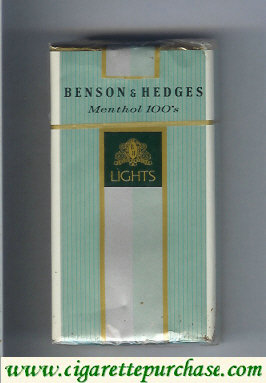 BENSON & HEDGES
Menthol 100's
LIGHTS
www.cigarettepurchase.com